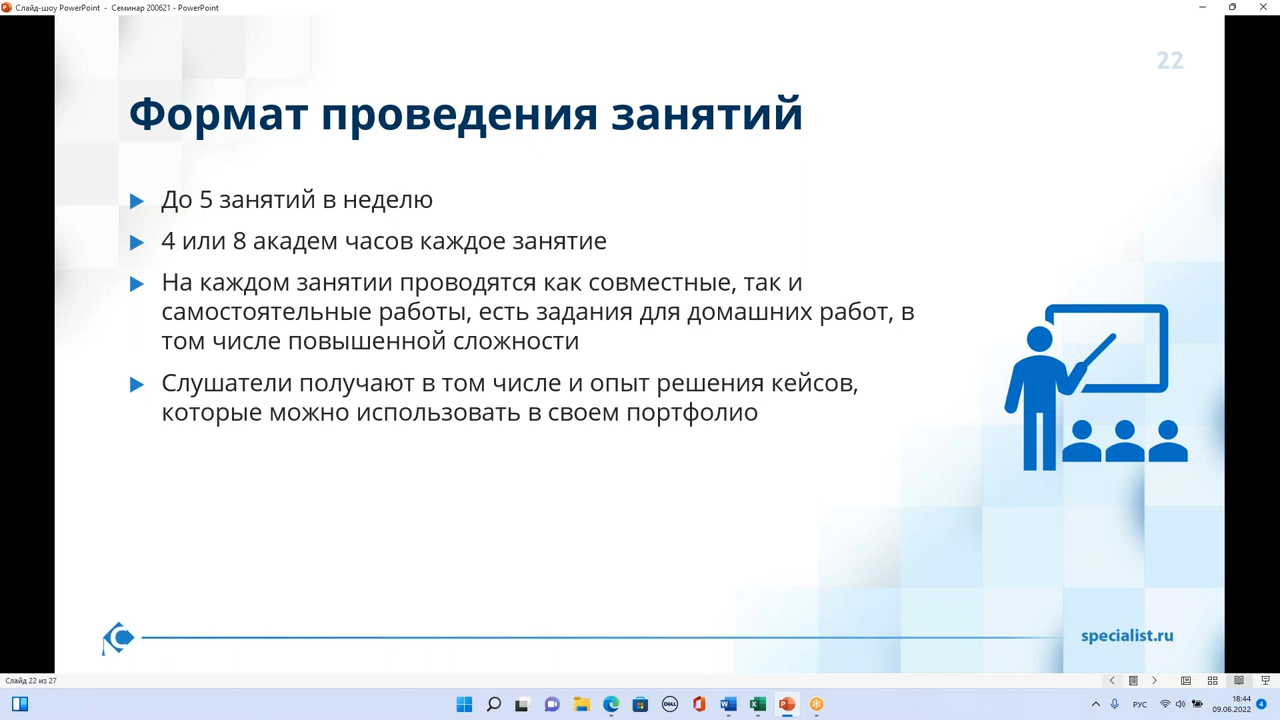 Слайд-шоу PowerPoint - Семинар 200621 - PowerPoint
22
Формат проведения занятий
До 5 занятий в неделю
4 или 8 академ часов каждое занятие
На каждом занятии проводятся как совместные, так и
самостоятельные работы, есть задания для домашних работ, в
том числе повышенной сложности
Слушатели получают в том числе и опыт решения кейсов,
которые можно использовать в своем портфолио
specialist.ru
Слайд 22 из 27
DELL
РУС
18:44
09.06.2022
4